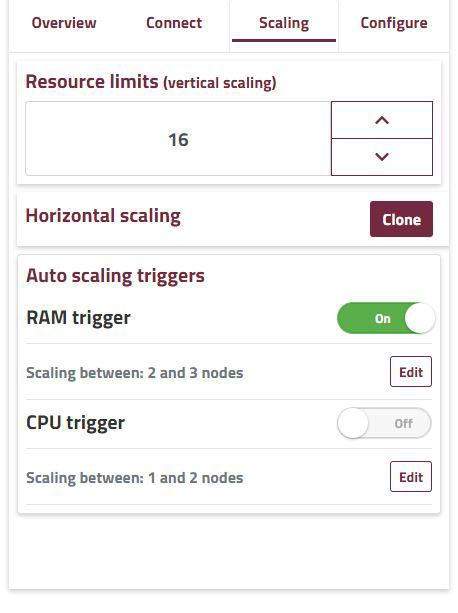 Overview Connect Scaling Configure
Resource limits (vertical scaling)
16
Horizontal scaling Clone
Auto scaling triggers
RAM trigger On
Scaling between: 2 and 3 nodes Edit
CPU trigger Off
Scaling between: 1 and 2 nodes Edit